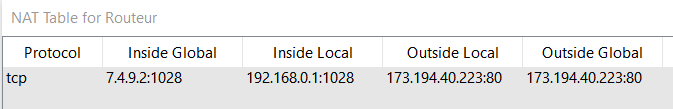 NAT Table for Routeur
Protocol Inside Global Inside Local Outside Local Outside Global
tcp 7.4.9.2:1028 192.168.0.1:1028 173.194.40.223:80 173.194.40.223:80